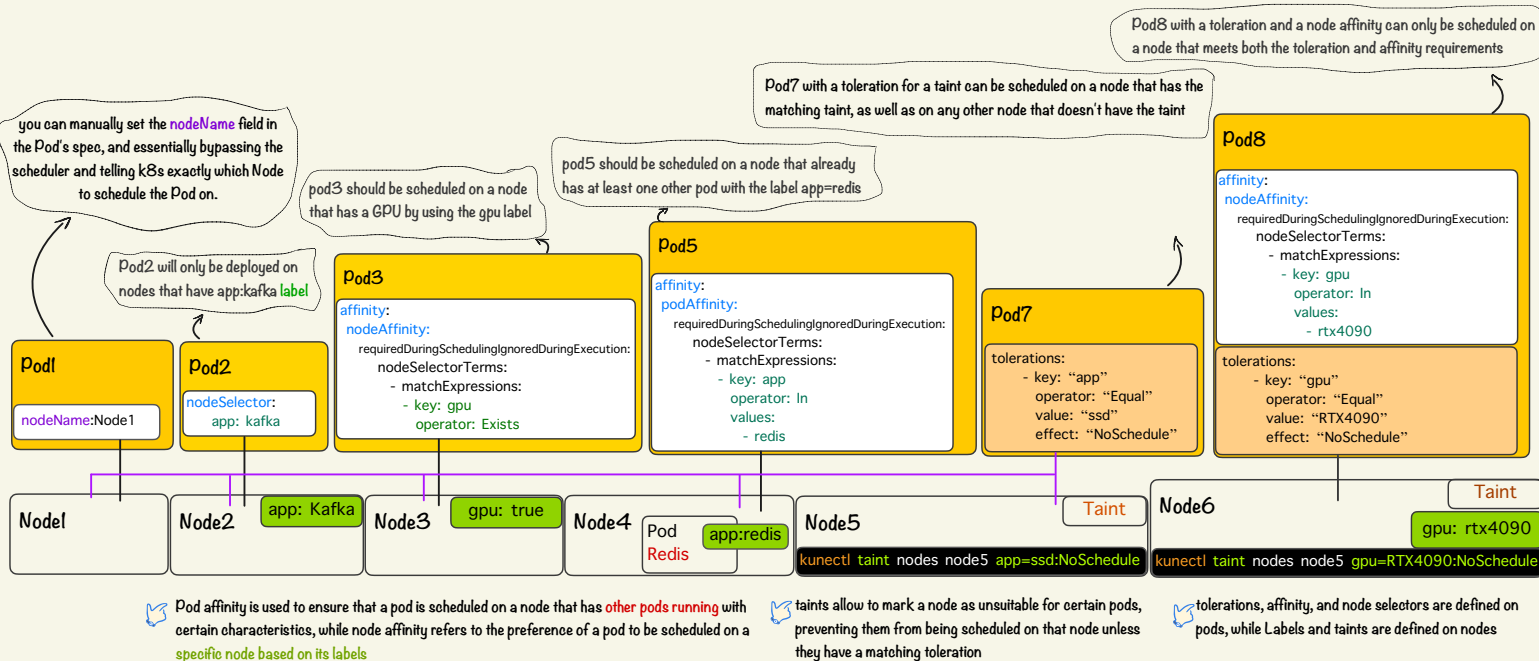 Pod8 with a toleration and a node affinity can only be scheduled on
a node that meets both the toleration and affinity requirements
Pod7 with a toleration for a taint can be scheduled on a node that has the
matching taint, as well as on any other node that doesn't have the taint
you can manually set the nodeName field in
the Pod's spec, and essentially bypassing the
scheduler and telling k8s exactly which Node
to schedule the Pod on.
pod3 should be scheduled on a node
that has a GPU by using the gpu label
pod5 should be scheduled on a node that already
has at least one other pod with the label app=redis
Pod2 will only be deployed on
nodes that have app:kafka label
Pod1
nodeName:Node1
Pod2
nodeSelector:
app: kafka
Pod3
affinity:
nodeAffinity:
requiredDuringSchedulingIgnoredDuringExecution:
nodeSelectorTerms:
- matchExpressions:
- key: gpu
operator: Exists
Pod5
affinity:
podAffinity:
requiredDuringSchedulingIgnoredDuringExecution:
nodeSelectorTerms:
- matchExpressions:
- key: app
operator: In
values:
- redis
Pod7
tolerations:
- key: “app”
operator: “Equal”
value: “ssd”
effect: “NoSchedule”
Pod8
affinity:
nodeAffinity:
requiredDuringSchedulingIgnoredDuringExecution:
nodeSelectorTerms:
- matchExpressions:
- key: gpu
operator: In
values:
- rtx4090
tolerations:
- key: “gpu”
operator: “Equal”
value: “RTX4090”
effect: “NoSchedule”
Node1
Node2
app: Kafka
Node3
gpu: true
Node4
Pod
Redis
app:redis
Node5
Taint
kunectl taint nodes node5 app=ssd:NoSchedule
Node6
Taint
gpu: rtx4090
kunectl taint nodes node5 gpu=RTX4090:NoSchedule
Pod affinity is used to ensure that a pod is scheduled on a node that has other pods running with
certain characteristics, while node affinity refers to the preference of a pod to be scheduled on a
specific node based on its labels
taints allow to mark a node as unsuitable for certain pods,
preventing them from being scheduled on that node unless
they have a matching toleration
tolerations, affinity, and node selectors are defined on
pods, while Labels and taints are defined on nodes